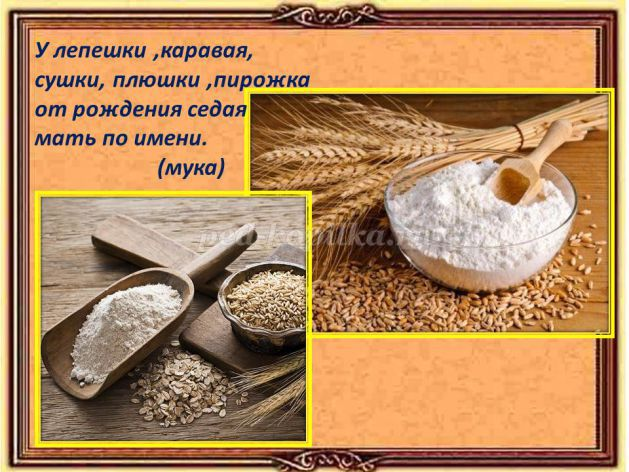 У лепешки ,каравая,
сушки, плюшки ,пирожка
от рождения седая
мать по имени.
(мука)